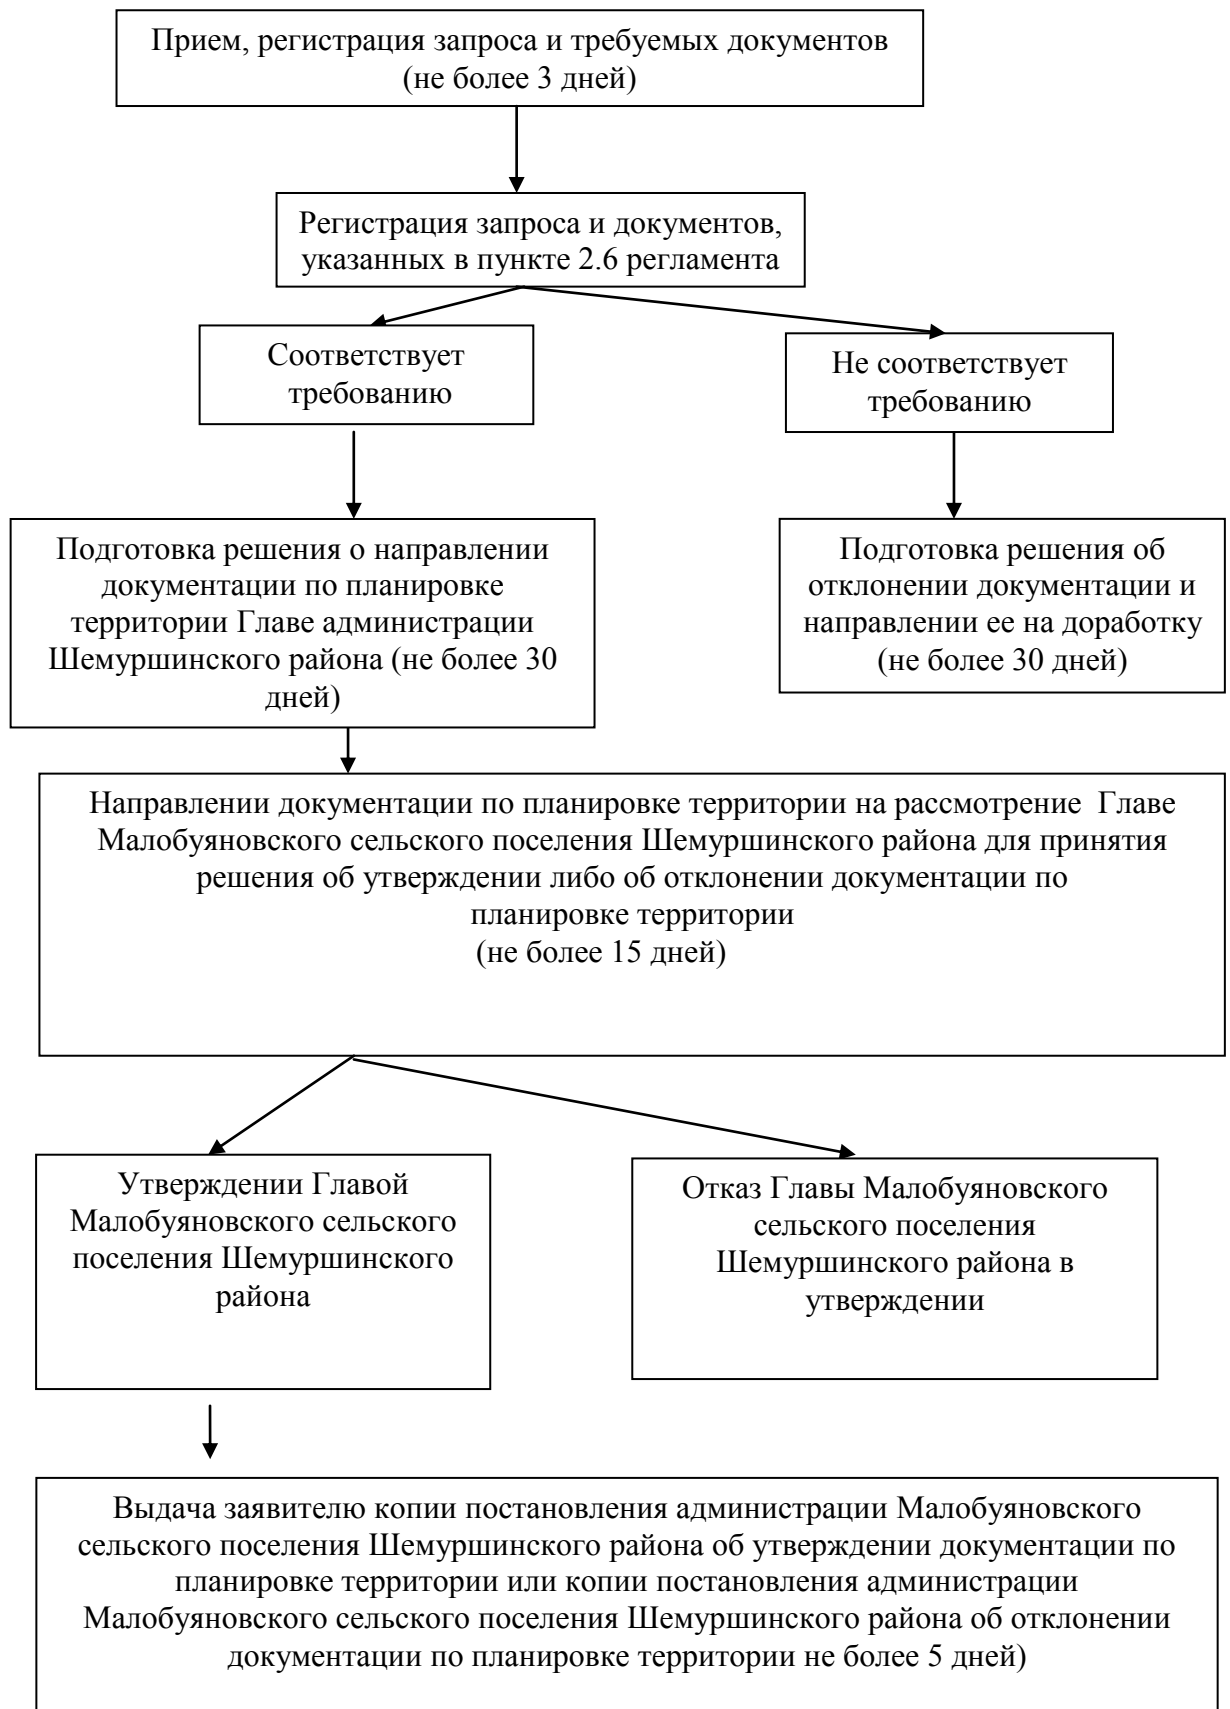 Прием, регистрация запроса и требуемых документов
(не более 3 дней)
Регистрация запроса и документов,
указанных в пункте 2.6 регламента
Соответствует
требованию
Не соответствует
требованию
Подготовка решения о направлении
документации по планировке
территории Главе администрации
Шемуршинского района (не более 30
дней)
Подготовка решения об
отклонении документации и
направлении ее на доработку
(не более 30 дней)
Направлении документации по планировке территории на рассмотрение  Главе
Малобуяновского сельского поселения Шемуршинского района для принятия
решения об утверждении либо об отклонении документации по
планировке территории
(не более 15 дней)
Утверждении Главой
Малобуяновского сельского
поселения Шемуршинского
района
Отказ Главы Малобуяновского
сельского поселения
Шемуршинского района в
утверждении
Выдача заявителю копии постановления администрации Малобуяновского
сельского поселения Шемуршинского района об утверждении документации по
планировке территории или копии постановления администрации
Малобуяновского сельского поселения Шемуршинского района об отклонении
документации по планировке территории не более 5 дней)